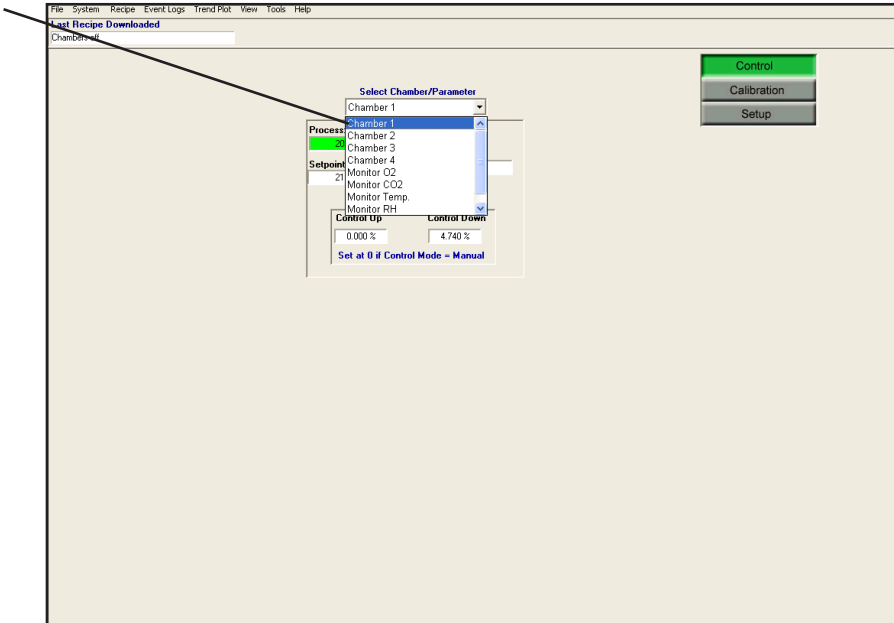 File System Recipe Event Logs Trend Plot View Tools Help
Last Recipe Downloaded
Chambers off
Control
Calibration
Setup
Select Chamber/Parameter
Chamber 1
Chamber 1
Chamber 2
Chamber 3
Chamber 4
Monitor O2
Monitor CO2
Monitor Temp.
Monitor RH
Process
20
Setpoint
21
Control Up Control Down
0.000 % 4.740 %
Set at 0 if Control Mode = Manual